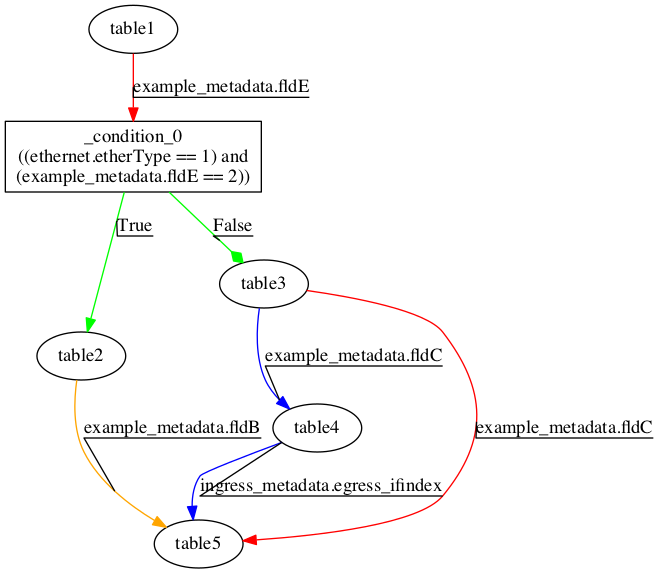 table1
example_metadata.fldE
_condition_0
((ethernet.etherType == 1) and
(example_metadata.fldE == 2))
True
False
table3
table2
example_metadata.fldC
example_metadata.fldB
table4
example_metadata.fldC
ingress_metadata.egress_ifindex
table5